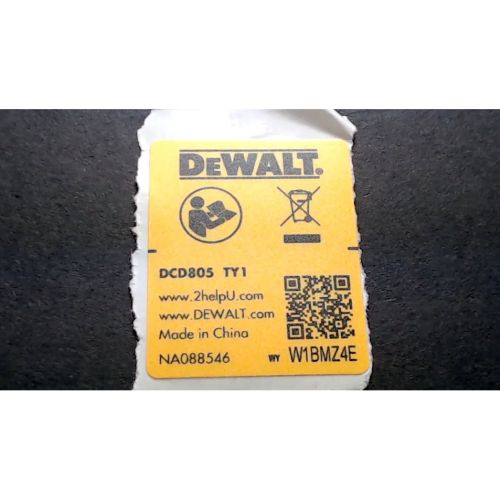 DEWALT®
DCD805 TY1
www.2helpU.com
www.DEWALT.com
Made in China
NA088546 WY W1BMZ4E